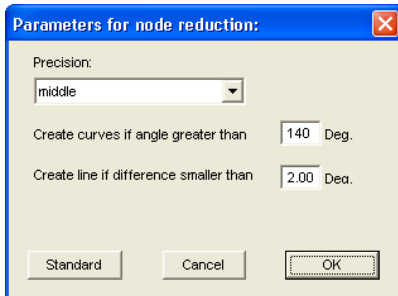 Parameters for node reduction:
Precision:
middle
Create curves if angle greater than 140 Deg.
Create line if difference smaller than 2.00 Deg.
Standard Cancel OK